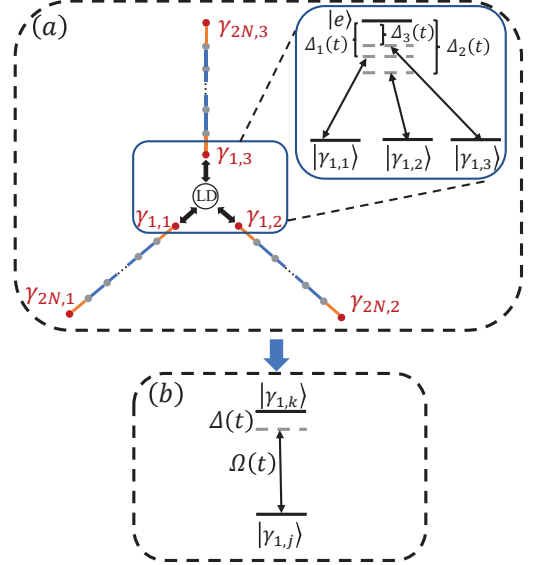 (a)
γ2N,3
|e⟩
Δ1(t)
Δ3(t)
Δ2(t)
|γ1,1⟩
|γ1,2⟩
|γ1,3⟩
γ1,3
LD
γ1,1
γ1,2
γ2N,1
γ2N,2
(b)
|γ1,k⟩
Δ(t)
Ω(t)
|γ1,j⟩